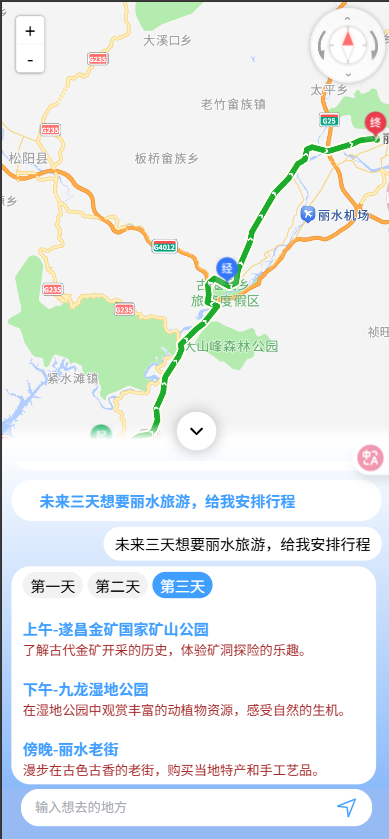 +
-
大溪口乡
G235
太平乡
老竹畲族镇
G25
终
G235
松阳县
板桥畲族乡
丽水机场
G4012
经
G235
旅游度假区
G235
大山峰森林公园
祯旺
紧水滩镇
中A
未来三天想要丽水旅游，给我安排行程
未来三天想要丽水旅游，给我安排行程
第一天 第二天 第三天
上午-遂昌金矿国家矿山公园
了解古代金矿开采的历史，体验矿洞探险的乐趣。
下午-九龙湿地公园
在湿地公园中观赏丰富的动植物资源，感受自然的生机。
傍晚-丽水老街
漫步在古色古香的老街，购买当地特产和手工艺品。
输入想去的地方